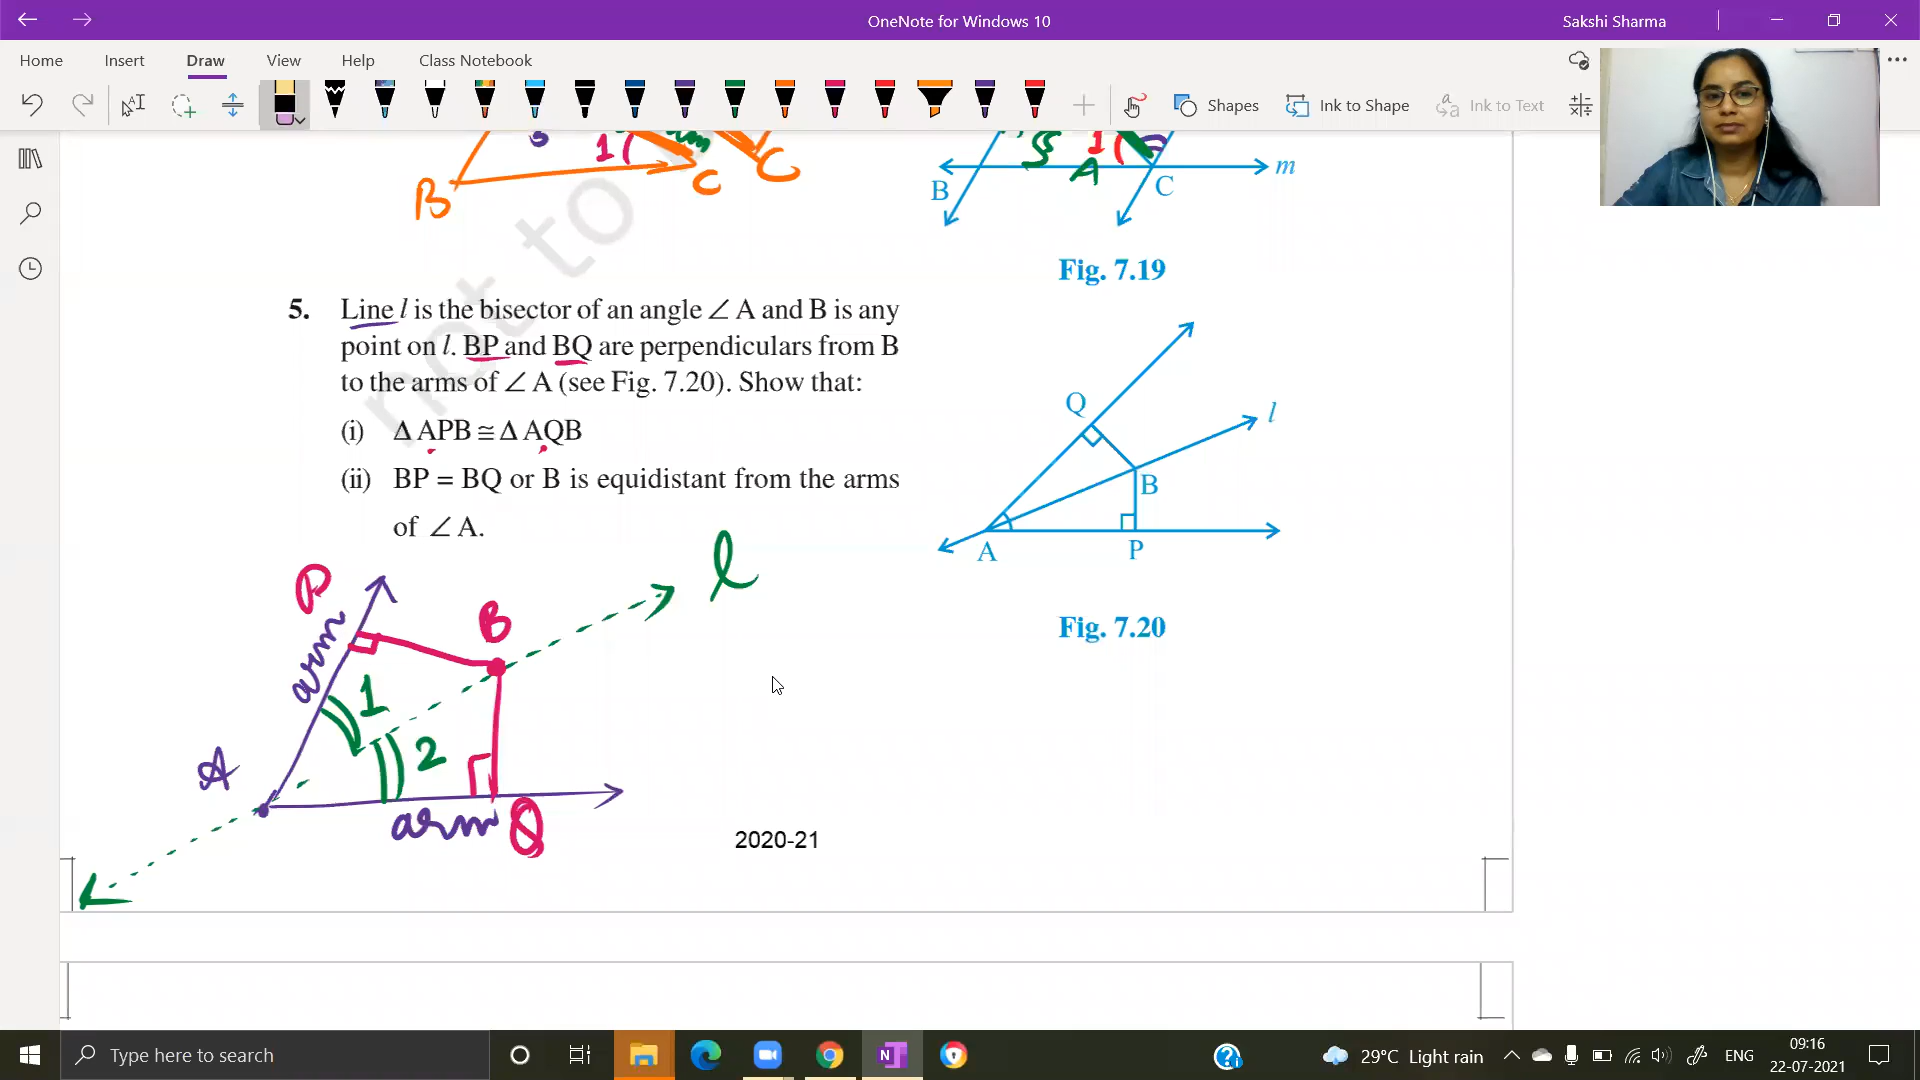 OneNote for Windows 10
Sakshi Sharma
Home Insert Draw View Help Class Notebook
Shapes Ink to Shape Ink to Text
1
B
C
C
1
m
B
A
C
not to
Fig. 7.19
5. Line l is the bisector of an angle ∠ A and B is any
point on l. BP and BQ are perpendiculars from B
to the arms of ∠ A (see Fig. 7.20). Show that:
(i) Δ APB ≅ Δ AQB
(ii) BP = BQ or B is equidistant from the arms
of ∠ A.
Q
l
B
A
P
Fig. 7.20
P
arm
B
l
1
2
A
arm
Q
2020-21
Type here to search
29°C Light rain
ENG
09:16
22-07-2021